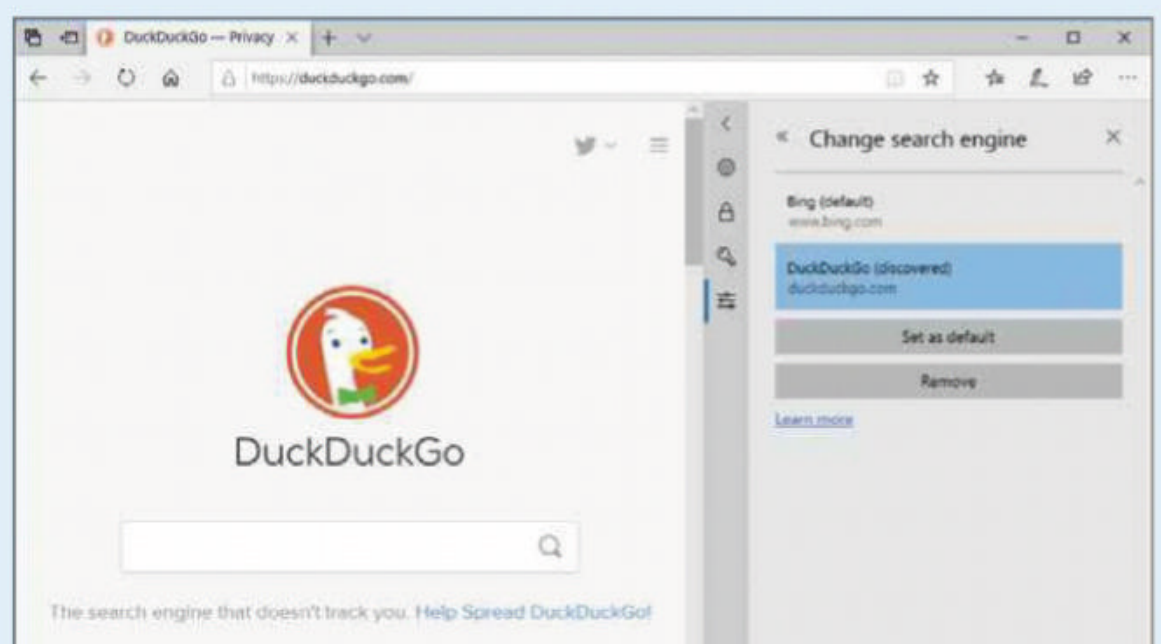 DuckDuckGo — Privacy
https://duckduckgo.com/
Change search engine
Bing (default)
www.bing.com
DuckDuckGo (discovered)
duckduckgo.com
Set as default
Remove
Learn more
DuckDuckGo
The search engine that doesn't track you. Help Spread DuckDuckGo!